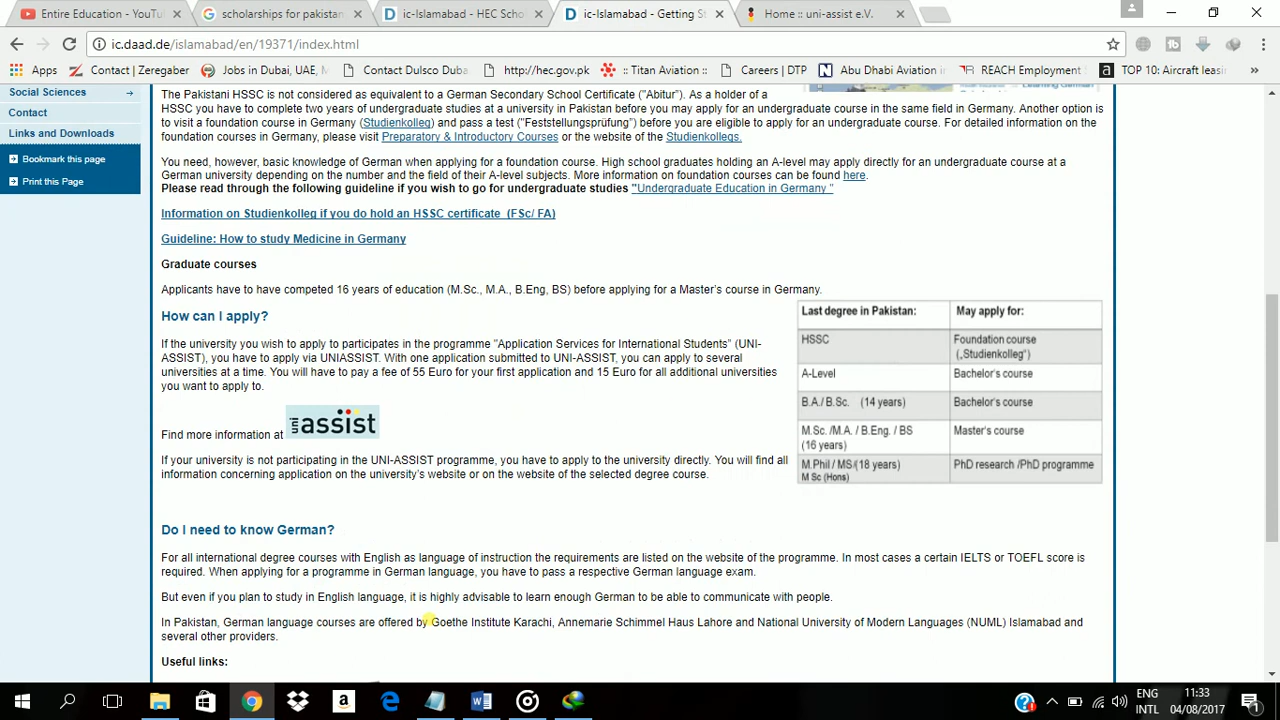 Entire Education - YouTu
scholarships for pakistan
ic-Islamabad - HEC Scho
ic-Islamabad - Getting St
Home :: uni-assist e.V.
ic.daad.de/islamabad/en/19371/index.html
Apps
Contact | Zeregaber
Jobs in Dubai, UAE, M
Contact Dulsco Duba
http://hec.gov.pk
:: Titan Aviation ::
Careers | DTP
Abu Dhabi Aviation
REACH Employment
TOP 10: Aircraft leasi
Social Sciences
Contact
Links and Downloads
Bookmark this page
Print this Page
The Pakistani HSSC is not considered as equivalent to a German Secondary School Certificate ("Abitur"). As a holder of a
HSSC you have to complete two years of undergraduate studies at a university in Pakistan before you may apply for an undergraduate course in the same field in Germany. Another option is
to visit a foundation course in Germany (Studienkolleg) and pass a test ("Feststellungsprüfung") before you are eligible to apply for an undergraduate course. For detailed information on the
foundation courses in Germany, please visit Preparatory & Introductory Courses or the website of the Studienkollegs.
You need, however, basic knowledge of German when applying for a foundation course. High school graduates holding an A-level may apply directly for an undergraduate course at a
German university depending on the number and the field of their A-level subjects. More information on foundation courses can be found here.
Please read through the following guideline if you wish to go for undergraduate studies "Undergraduate Education in Germany "
Information on Studienkolleg if you do hold an HSSC certificate (FSc/ FA)
Guideline: How to study Medicine in Germany
Graduate courses
Applicants have to have competed 16 years of education (M.Sc., M.A., B.Eng, BS) before applying for a Master's course in Germany.
How can I apply?
If the university you wish to apply to participates in the programme "Application Services for International Students" (UNI-
ASSIST), you have to apply via UNIASSIST. With one application submitted to UNI-ASSIST, you can apply to several
universities at a time. You will have to pay a fee of 55 Euro for your first application and 15 Euro for all additional universities
you want to apply to.
Find more information at uni assist
If your university is not participating in the UNI-ASSIST programme, you have to apply to the university directly. You will find all
information concerning application on the university's website or on the website of the selected degree course.
Last degree in Pakistan: May apply for:
HSSC Foundation course
(„Studienkolleg")
A-Level Bachelor's course
B.A./ B.Sc. (14 years) Bachelor's course
M.Sc. /M.A. / B.Eng. / BS Master's course
(16 years)
M.Phil / MS/(18 years) PhD research /PhD programme
M Sc (Hons)
Do I need to know German?
For all international degree courses with English as language of instruction the requirements are listed on the website of the programme. In most cases a certain IELTS or TOEFL score is
required. When applying for a programme in German language, you have to pass a respective German language exam.
But even if you plan to study in English language, it is highly advisable to learn enough German to be able to communicate with people.
In Pakistan, German language courses are offered by Goethe Institute Karachi, Annemarie Schimmel Haus Lahore and National University of Modern Languages (NUML) Islamabad and
several other providers.
Useful links:
ENG
INTL
11:33
04/08/2017